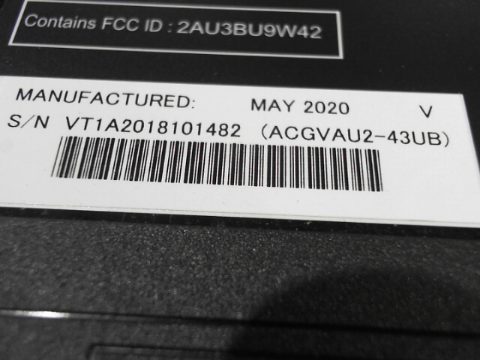 Contains FCC ID : 2AU3BU9W42
MANUFACTURED: MAY 2020 V
S/N VT1A2018101482 (ACGVAU2-43UB)